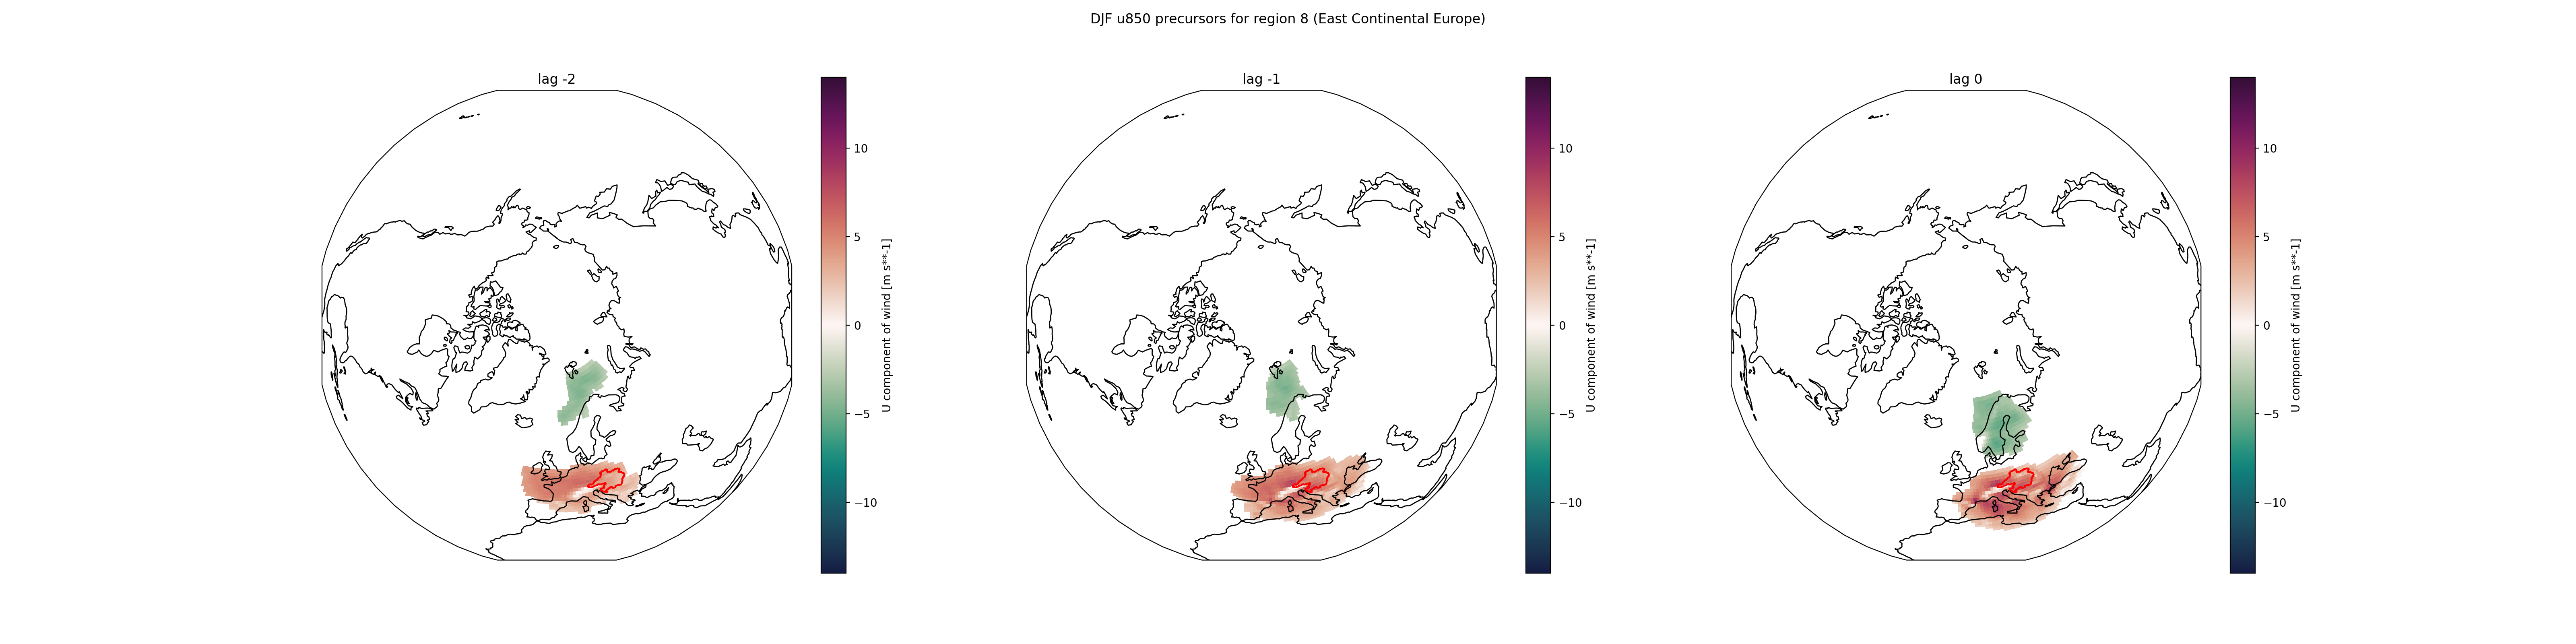 DJF u850 precursors for region 8 (East Continental Europe)
lag -2
10
5
0
−5
−10
U component of wind [m s**-1]
lag -1
10
5
0
−5
−10
U component of wind [m s**-1]
lag 0
10
5
0
−5
−10
U component of wind [m s**-1]